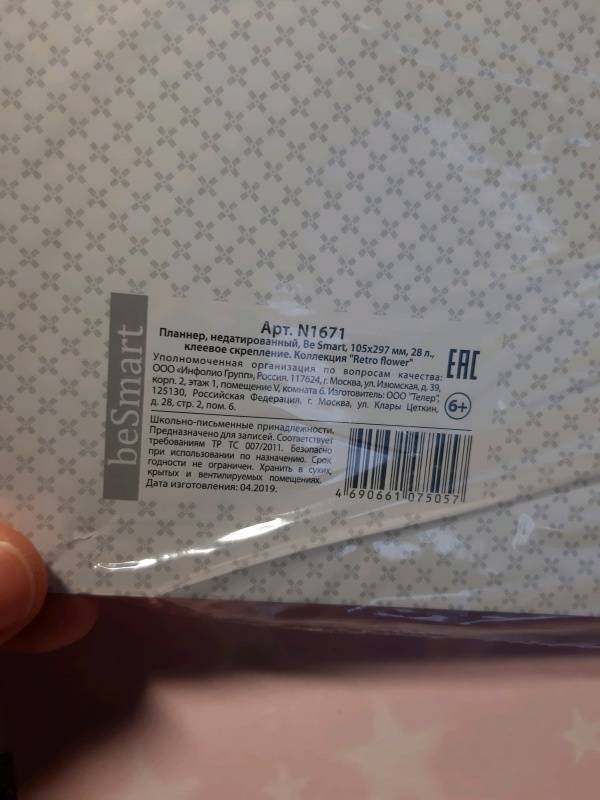 beSmart
Арт. N1671
Планнер, недатированный, Be Smart, 105х297 мм, 28 л.,
клеевое скрепление. Коллекция "Retro flower"
Уполномоченная организация по вопросам качества:
ООО «Инфолио Групп», Россия. 117624, г. Москва, ул. Изюмская, д. 39,
корп. 2, этаж 1, помещение V, комната 6. Изготовитель: ООО "Телер".
125130, Российская Федерация, г. Москва, ул. Клары Цеткин,
д. 28, стр. 2, пом. 6.
EAC
6+
Школьно-письменные принадлежности.
Предназначено для записей. Соответствует
требованиям ТР ТС 007/2011. Безопасно
при использовании по назначению. Срок
годности не ограничен. Хранить в сухих,
крытых и вентилируемых помещениях.
Дата изготовления: 04.2019.
4 690661 075057